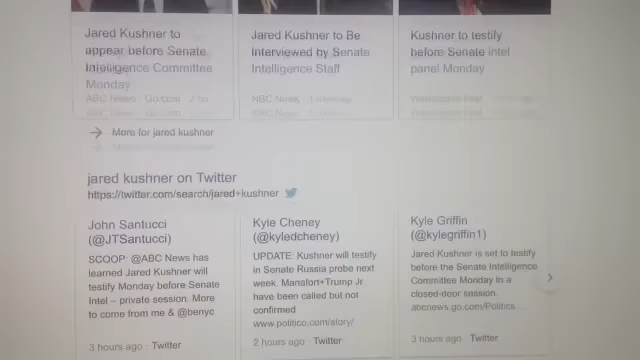 Jared Kushner to
appear before Senate
Intelligence Committee
Monday
ABC News - Go.com - 2 hr
Jared Kushner to Be
Interviewed by Senate
Intelligence Staff
NBC News
Kushner to testify
before Senate intel
panel Monday
More for jared kushner
jared kushner on Twitter
https://twitter.com/search/jared+kushner
John Santucci
(@JTSantucci)
SCOOP: @ABC News has
learned Jared Kushner will
testify Monday before Senate
Intel – private session. More
to come from me & @benyc
3 hours ago · Twitter
Kyle Cheney
(@kyledcheney)
UPDATE: Kushner will testify
in Senate Russia probe next
week. Manafort+Trump Jr.
have been called but not
confirmed
www.politico.com/story/
2 hours ago · Twitter
Kyle Griffin
(@kylegriffin1)
Jared Kushner is set to testify
before the Senate Intelligence
Committee Monday in a
closed-door session.
abcnews.go.com/Politics...
3 hours ago · Twitter